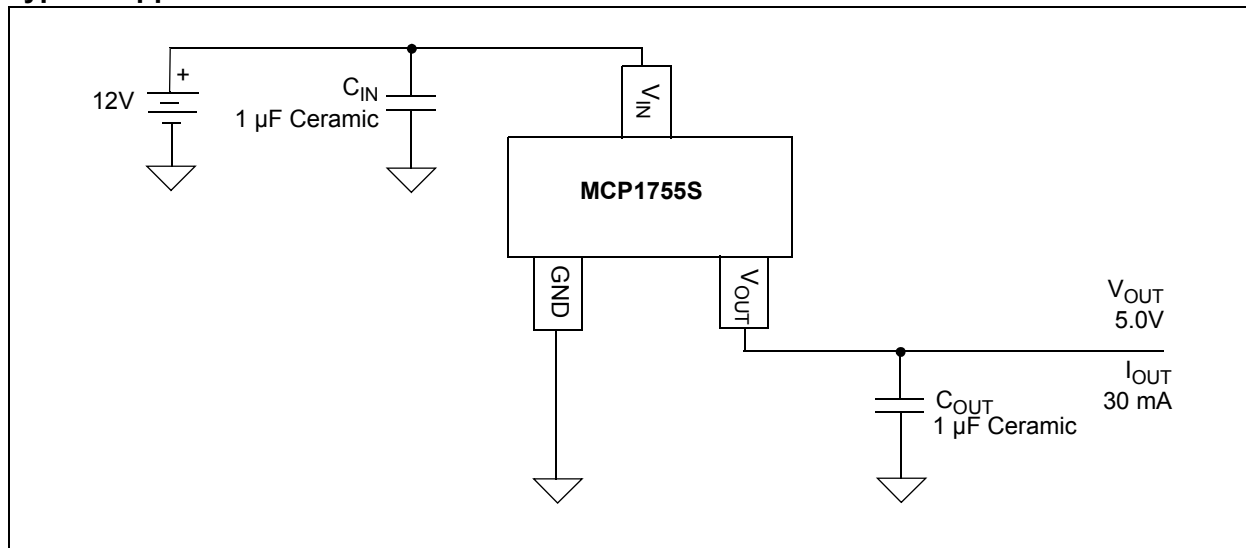 12V
+
C_IN
1 µF Ceramic
V_IN
MCP1755S
GND
V_OUT
V_OUT
5.0V
I_OUT
30 mA
C_OUT
1 µF Ceramic